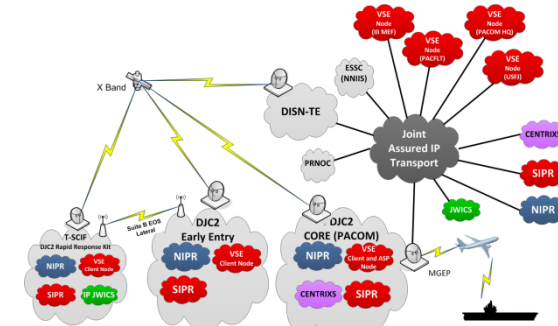 VSE
Node
(III MEF)
VSE
Node
(PACFLT)
VSE
Node
(PACOM HQ)
VSE
Node
(USFJ)
ESSC
(NNIIS)
X Band
DISN-TE
Joint
Assured IP
Transport
CENTRIXS
PRNOC
SIPR
JWICS
NIPR
T-SCIF
DJC2 Rapid Response Kit
NIPR
VSE
Client Node
SIPR
IP JWICS
Suite B EOS
Lateral
DJC2
Early Entry
NIPR
VSE
Client Node
SIPR
DJC2
CORE (PACOM)
NIPR
VSE
Client and ASP
Node
CENTRIXS
SIPR
MGEP